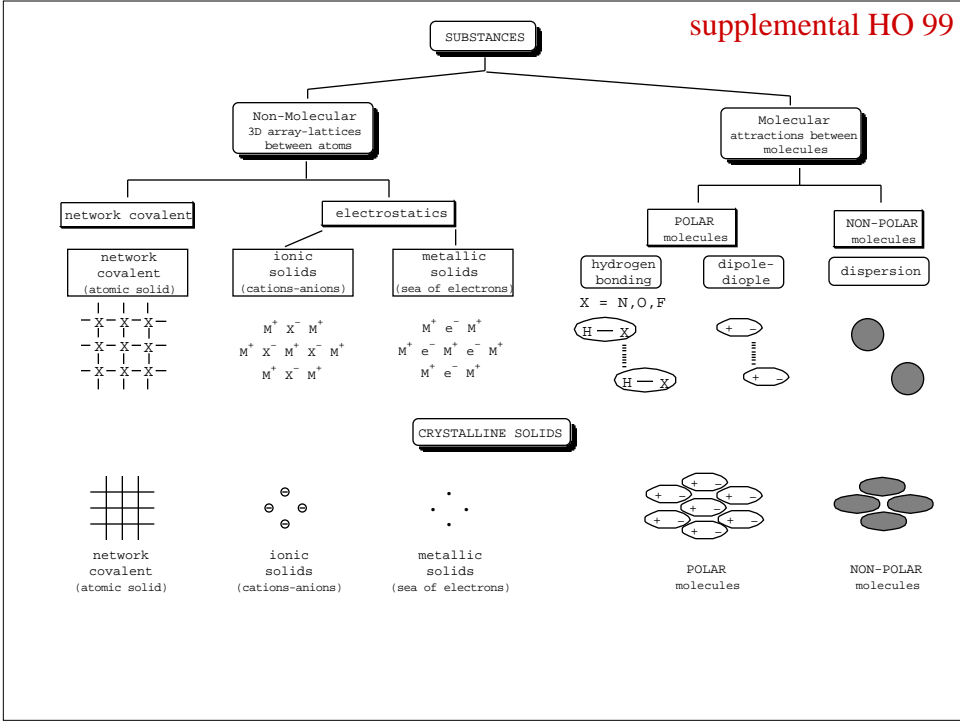 supplemental HO 99
SUBSTANCES
Non-Molecular
3D array-lattices
between atoms
Molecular
attractions between
molecules
network covalent
electrostatics
POLAR
molecules
NON-POLAR
molecules
network
covalent
(atomic solid)
ionic
solids
(cations-anions)
metallic
solids
(sea of electrons)
hydrogen
bonding
dipole-
diople
dispersion
X = N,O,F
X X X
X X X
X X X
M⁺ X⁻ M⁺
M⁺ X⁻ M⁺ X⁻ M⁺
M⁺ X⁻ M⁺
M⁺ e⁻ M⁺
M⁺ e⁻ M⁺ e⁻ M⁺
M⁺ e⁻ M⁺
H — X
H — X
+ −
+ −
CRYSTALLINE SOLIDS
−
− −
−
+ −
+ − + −
+ −
+ − + −
+ −
network
covalent
(atomic solid)
ionic
solids
(cations-anions)
metallic
solids
(sea of electrons)
POLAR
molecules
NON-POLAR
molecules